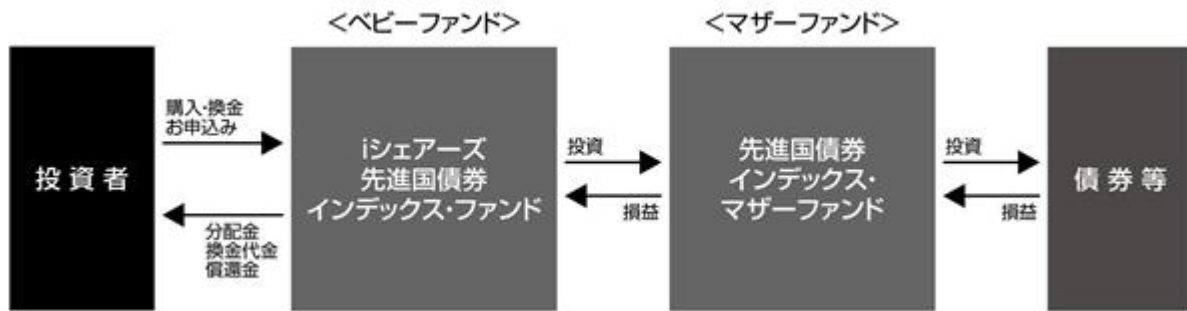 ＜ベビーファンド＞
＜マザーファンド＞
投資者
購入・換金
お申込み
分配金
換金代金
償還金
iシェアーズ
先進国債券
インデックス・ファンド
投資
損益
先進国債券
インデックス・
マザーファンド
投資
損益
債券等